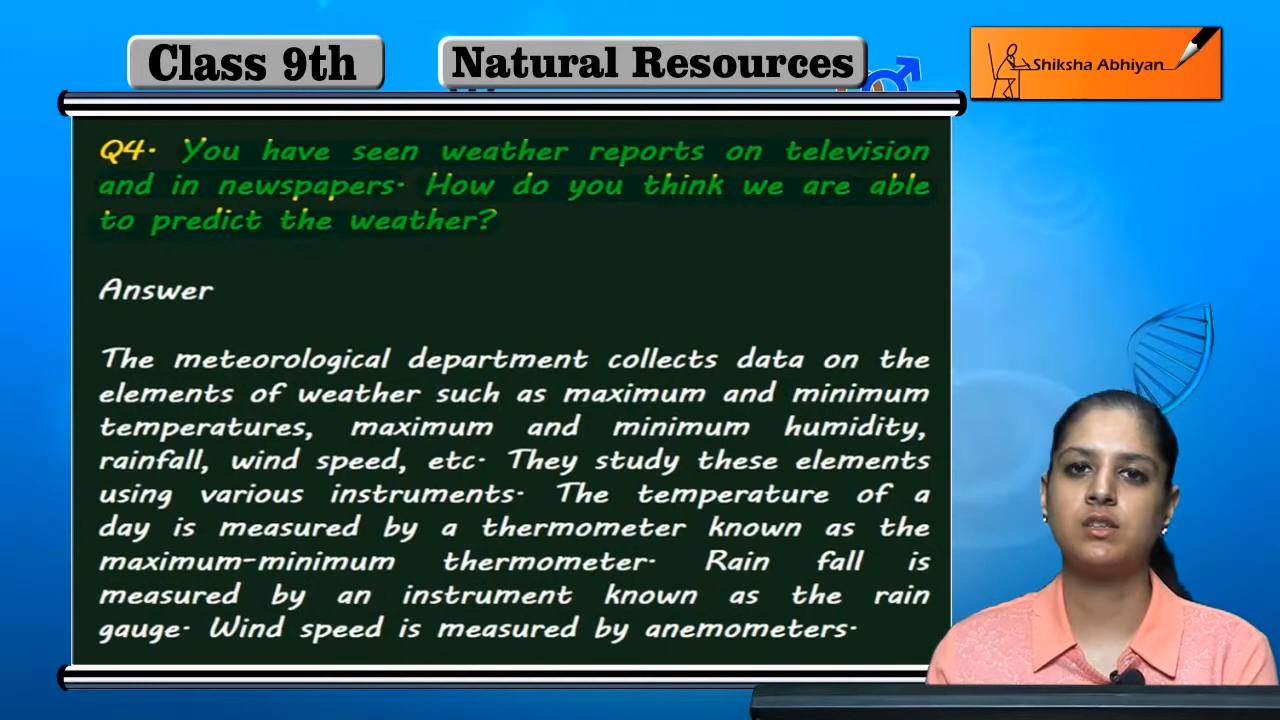 Class 9th
Natural Resources
Shiksha Abhiyan
Q4. You have seen weather reports on television
and in newspapers. How do you think we are able
to predict the weather?
Answer
The meteorological department collects data on the
elements of weather such as maximum and minimum
temperatures, maximum and minimum humidity,
rainfall, wind speed, etc. They study these elements
using various instruments. The temperature of a
day is measured by a thermometer known as the
maximum-minimum thermometer. Rain fall is
measured by an instrument known as the rain
gauge. Wind speed is measured by anemometers.